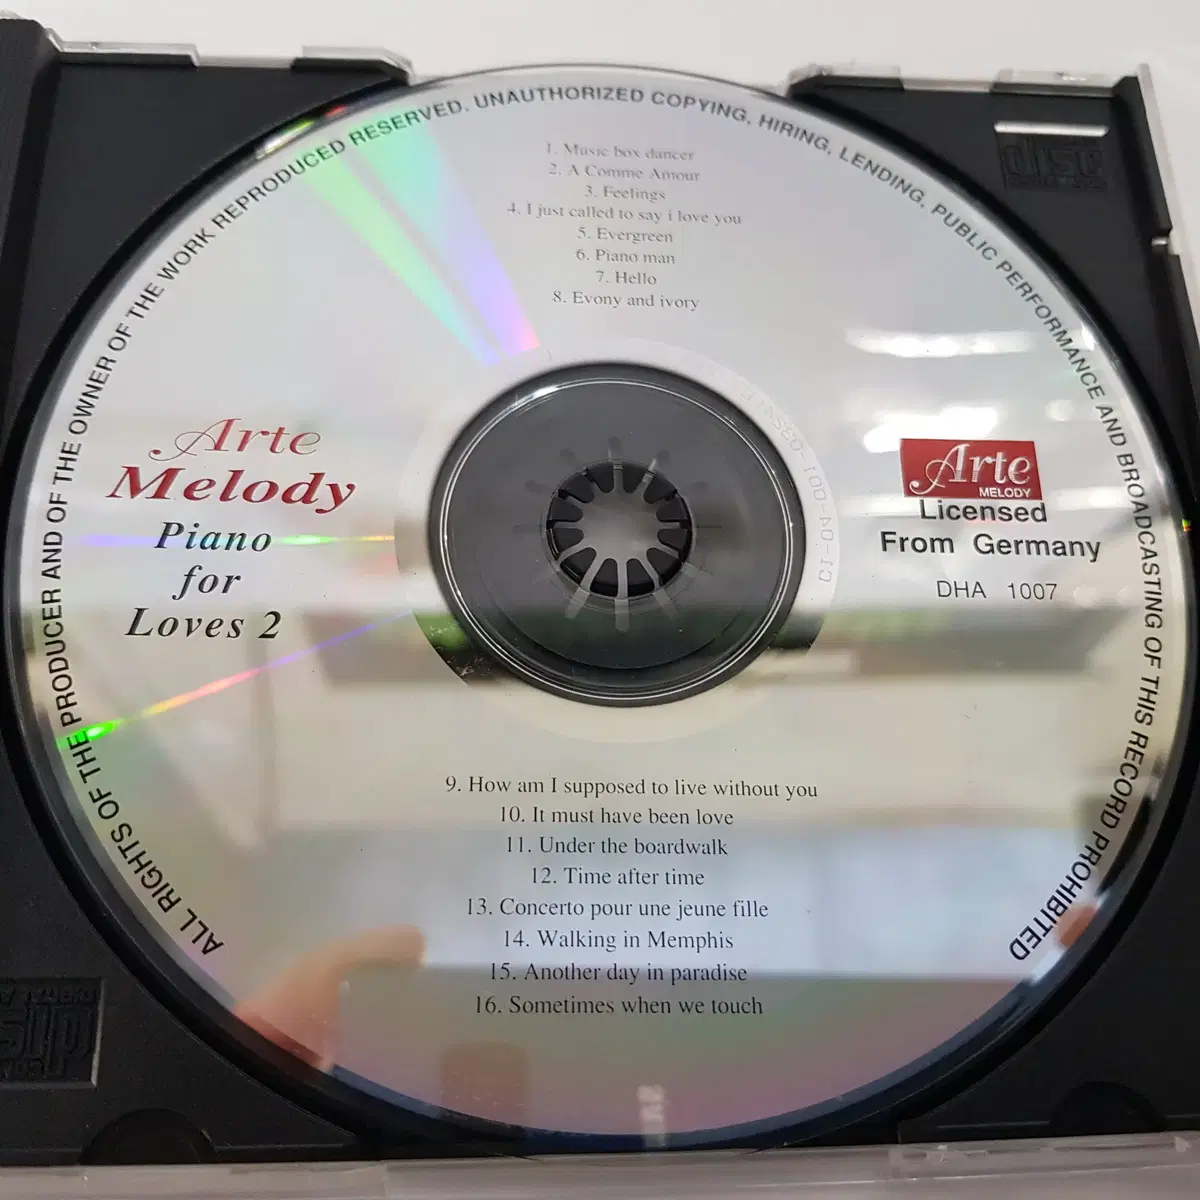 ALL RIGHTS OF THE PRODUCER AND OF THE OWNER OF THE WORK REPRODUCED RESERVED. UNAUTHORIZED COPYING, HIRING, LENDING, PUBLIC PERFORMANCE AND BROADCASTING OF THIS RECORD PROHIBITED
1. Music box dancer
2. A Comme Amour
3. Feelings
4. I just called to say i love you
5. Evergreen
6. Piano man
7. Hello
8. Evony and ivory
Arte
Melody
Piano
for
Loves 2
Arte
MELODY
Licensed
From Germany
DHA 1007
9. How am I supposed to live without you
10. It must have been love
11. Under the boardwalk
12. Time after time
13. Concerto pour une jeune fille
14. Walking in Memphis
15. Another day in paradise
16. Sometimes when we touch
disc
disc